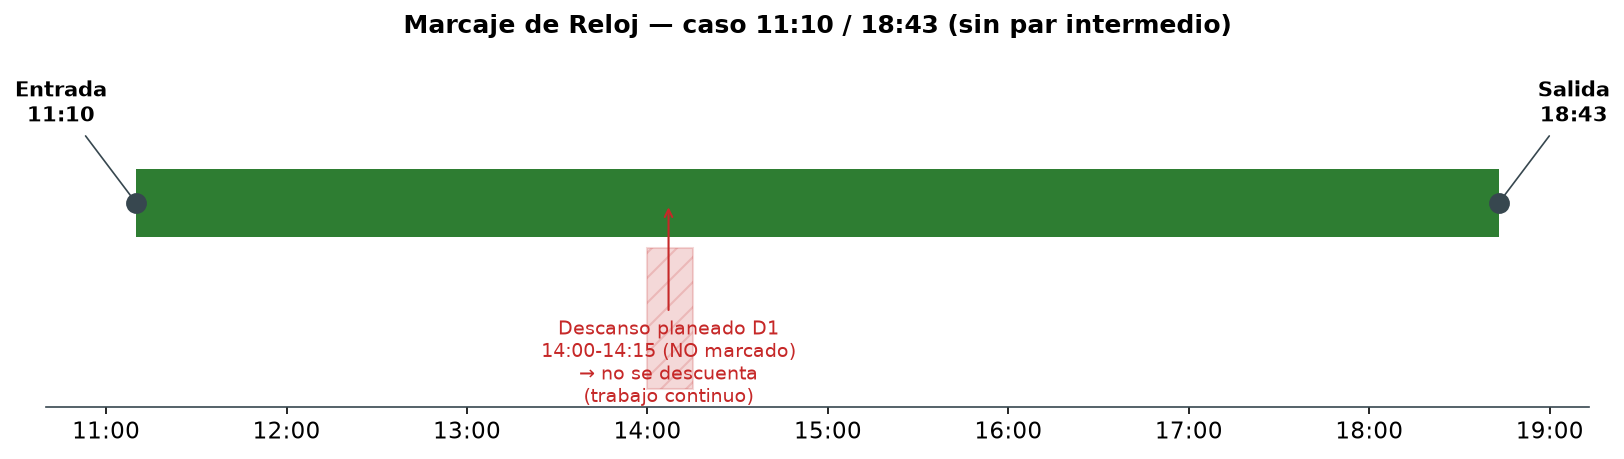 Marcaje de Reloj — caso 11:10 / 18:43 (sin par intermedio)
Entrada
11:10
Salida
18:43
Descanso planeado D1
14:00-14:15 (NO marcado)
→ no se descuenta
(trabajo continuo)
11:00
12:00
13:00
14:00
15:00
16:00
17:00
18:00
19:00